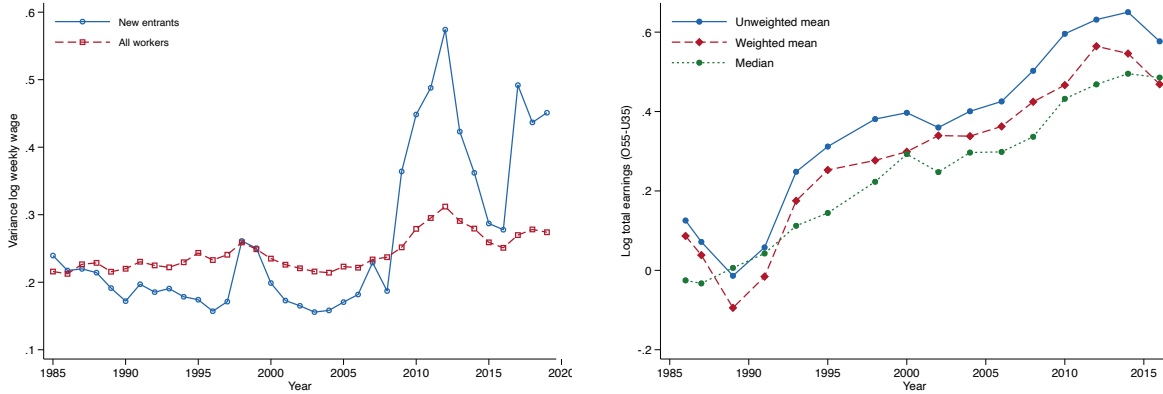 New entrants
All workers
Variance log weekly wage
.6
.5
.4
.3
.2
.1
1985 1990 1995 2000 2005 2010 2015 2020
Year
Unweighted mean
Weighted mean
Median
Log total earnings (O55-U35)
.6
.4
.2
0
-.2
1985 1990 1995 2000 2005 2010 2015
Year